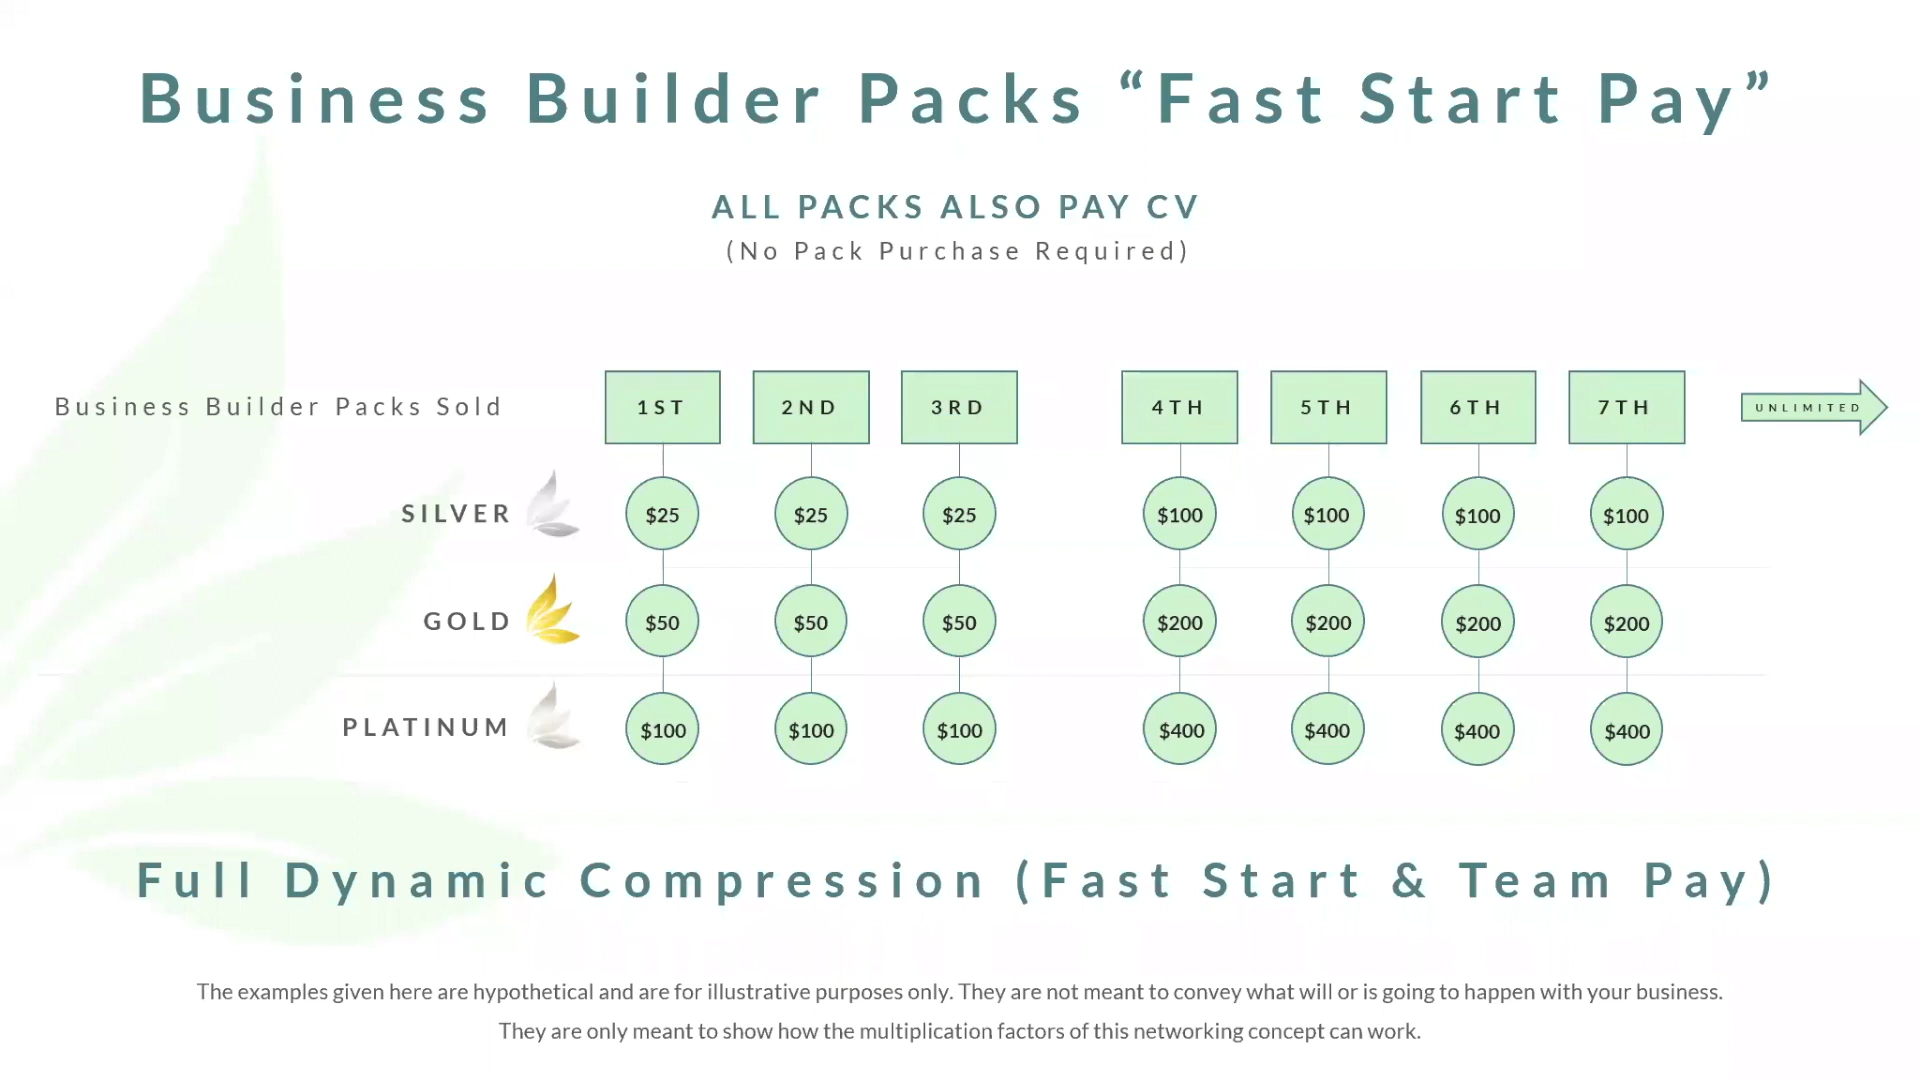 Business Builder Packs “Fast Start Pay”
ALL PACKS ALSO PAY CV
(No Pack Purchase Required)
Business Builder Packs Sold 1ST 2ND 3RD 4TH 5TH 6TH 7TH UNLIMITED
SILVER $25 $25 $25 $100 $100 $100 $100
GOLD $50 $50 $50 $200 $200 $200 $200
PLATINUM $100 $100 $100 $400 $400 $400 $400
Full Dynamic Compression (Fast Start & Team Pay)
The examples given here are hypothetical and are for illustrative purposes only. They are not meant to convey what will or is going to happen with your business.
They are only meant to show how the multiplication factors of this networking concept can work.